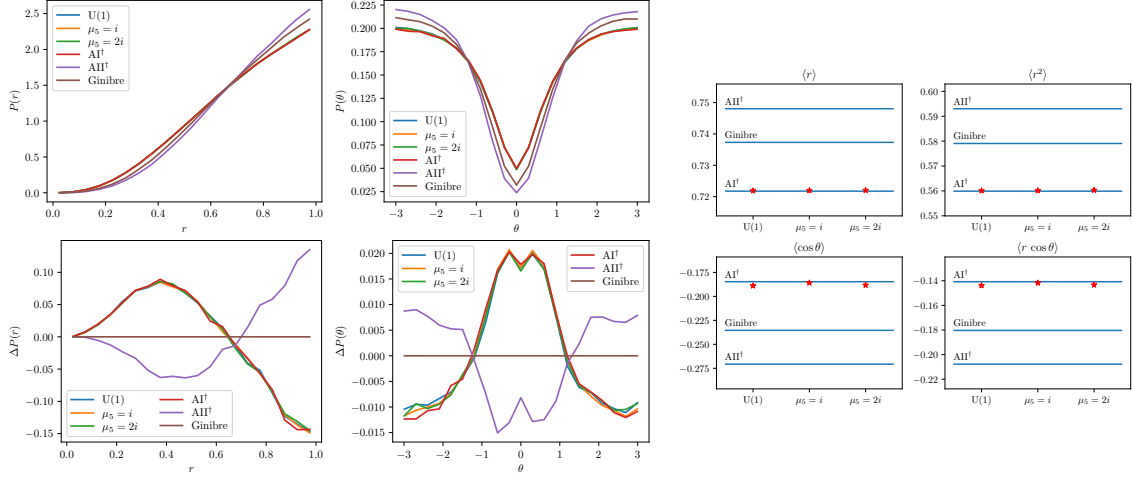 U(1)
μ₅ = i
μ₅ = 2i
AI†
AII†
Ginibre
P(r)
2.5
2.0
1.5
1.0
0.5
0.0
0.0 0.2 0.4 0.6 0.8 1.0
r
P(θ)
0.200
0.175
0.150
0.125
0.100
0.075
0.050
0.025
0.000
U(1)
μ₅ = i
μ₅ = 2i
AI†
AII†
Ginibre
−3 −2 −1 0 1 2 3
θ
ΔP(r)
0.10
0.05
0.00
−0.05
−0.10
−0.15
U(1) AI†
μ₅ = i AII†
μ₅ = 2i Ginibre
0.0 0.2 0.4 0.6 0.8 1.0
r
ΔP(θ)
0.020
0.015
0.010
0.005
0.000
−0.005
−0.010
−0.015
U(1) AI†
μ₅ = i AII†
μ₅ = 2i Ginibre
−3 −2 −1 0 1 2 3
θ
⟨r⟩
0.75
0.74
0.73
0.72
AII†
Ginibre
AI†
U(1) μ₅ = i μ₅ = 2i
⟨r²⟩
0.60
0.59
0.58
0.57
0.56
0.55
AII†
Ginibre
AI†
U(1) μ₅ = i μ₅ = 2i
⟨cos θ⟩
−0.175
−0.200
−0.225
−0.250
−0.275
AI†
Ginibre
AII†
U(1) μ₅ = i μ₅ = 2i
⟨r cos θ⟩
−0.14
−0.16
−0.18
−0.20
−0.22
AI†
Ginibre
AII†
U(1) μ₅ = i μ₅ = 2i